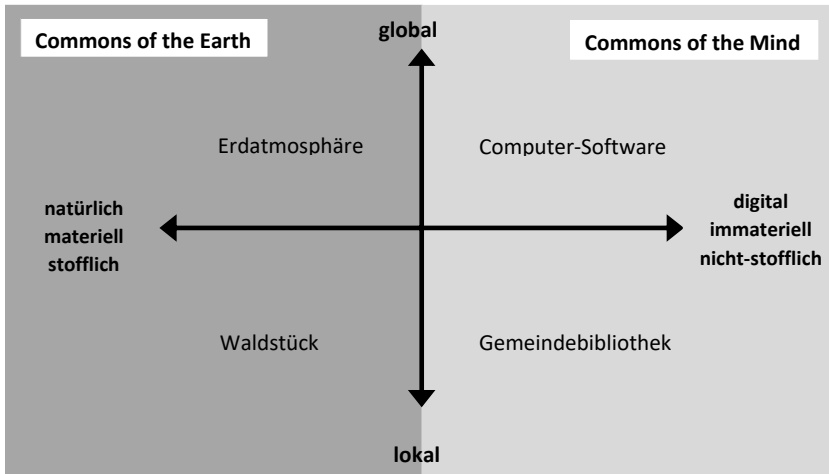 Commons of the Earth
global
Commons of the Mind
Erdatmosphäre
Computer-Software
natürlich
materiell
stofflich
digital
immateriell
nicht-stofflich
Waldstück
Gemeindebibliothek
lokal